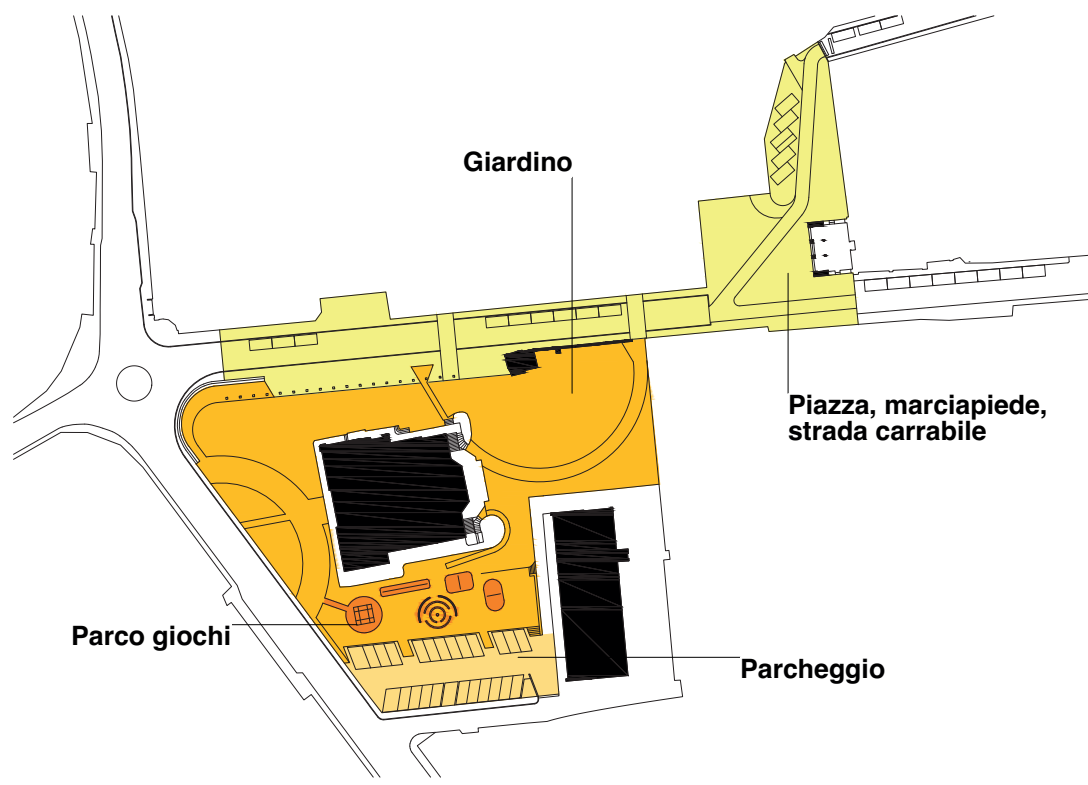 Giardino
Piazza, marciapiede,
strada carrabile
Parco giochi
Parcheggio